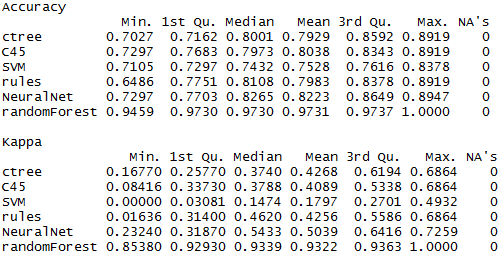 Accuracy
Min. 1st Qu. Median Mean 3rd Qu. Max. NA's
ctree 0.7027 0.7162 0.8001 0.7929 0.8592 0.8919 0
C45 0.7297 0.7683 0.7973 0.8038 0.8343 0.8919 0
SVM 0.7105 0.7297 0.7432 0.7528 0.7616 0.8378 0
rules 0.6486 0.7751 0.8108 0.7983 0.8378 0.8919 0
NeuralNet 0.7297 0.7703 0.8265 0.8223 0.8649 0.8947 0
randomForest 0.9459 0.9730 0.9730 0.9731 0.9737 1.0000 0
Kappa
Min. 1st Qu. Median Mean 3rd Qu. Max. NA's
ctree 0.16770 0.25770 0.3740 0.4268 0.6194 0.6864 0
C45 0.08416 0.33730 0.3788 0.4089 0.5338 0.6864 0
SVM 0.00000 0.03081 0.1474 0.1797 0.2701 0.4932 0
rules 0.01636 0.31400 0.4620 0.4256 0.5586 0.6864 0
NeuralNet 0.23240 0.31870 0.5433 0.5039 0.6416 0.7259 0
randomForest 0.85380 0.92930 0.9339 0.9322 0.9363 1.0000 0